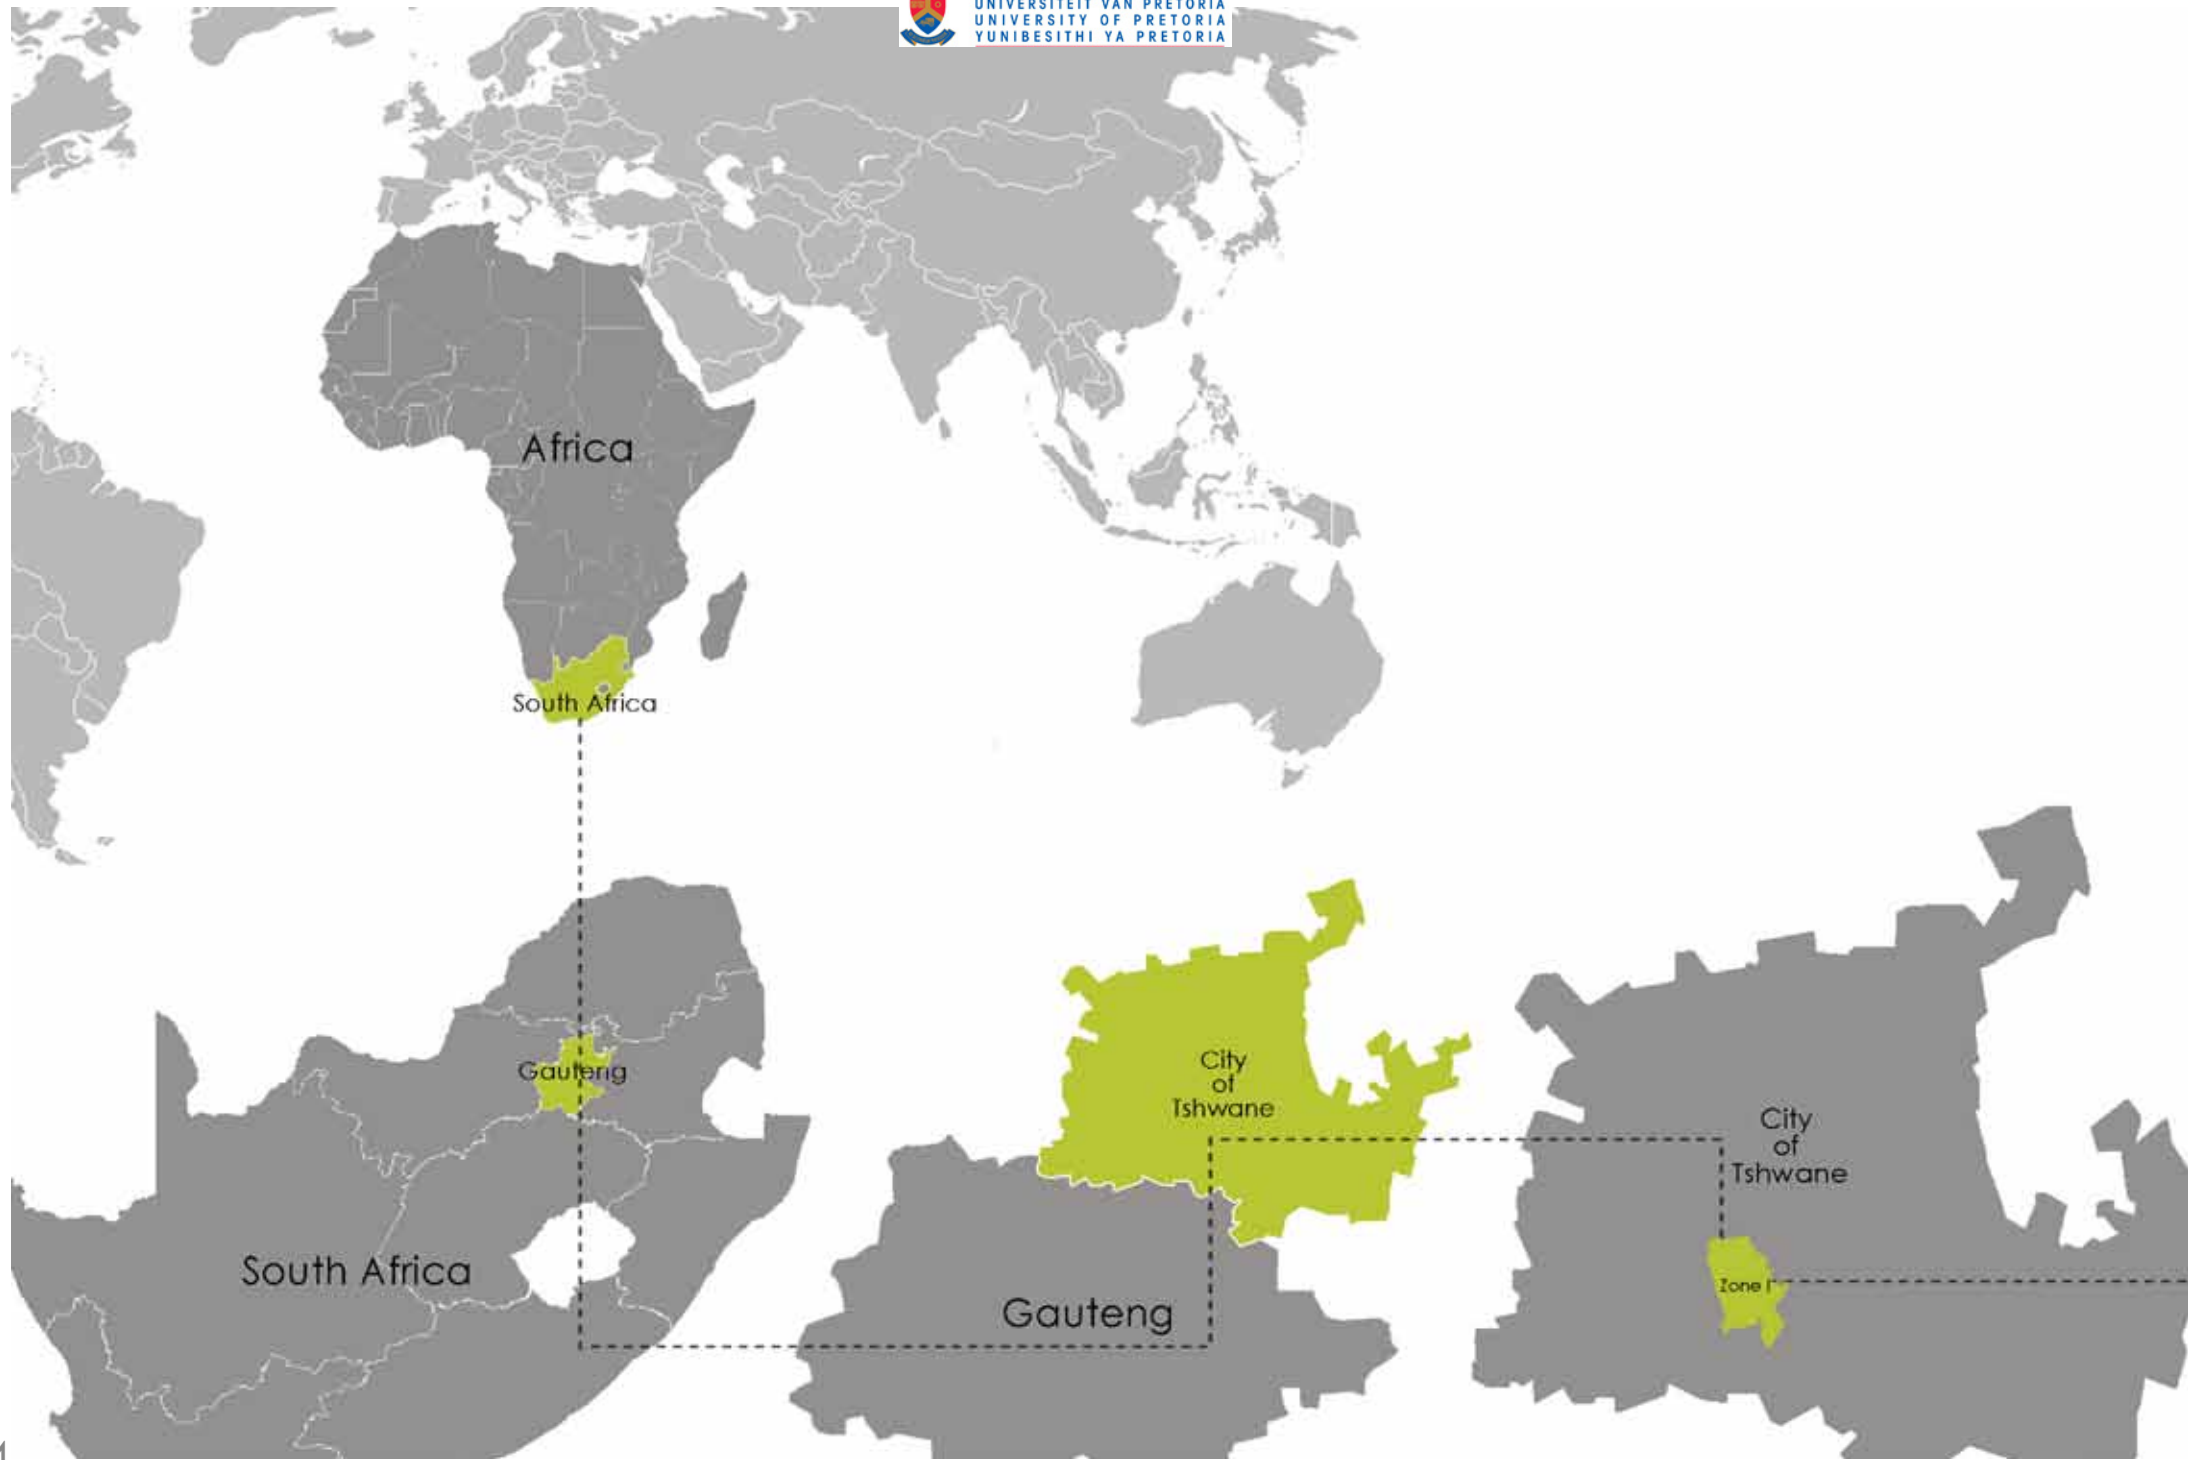 UNIVERSITEIT VAN PRETORIA
UNIVERSITY OF PRETORIA
YUNIBESITHI YA PRETORIA
Africa
South Africa
Gauteng
South Africa
City
of
Tshwane
Gauteng
City
of
Tshwane
Zone I